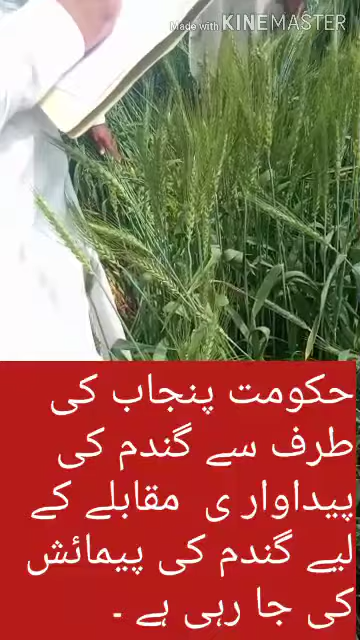 Made with KINEMASTER
حکومت پنجاب کی
طرف سے گندم کی
پیداوار ی  مقابلے کے
لیے گندم کی پیمائش
کی جا رہی ہے ۔